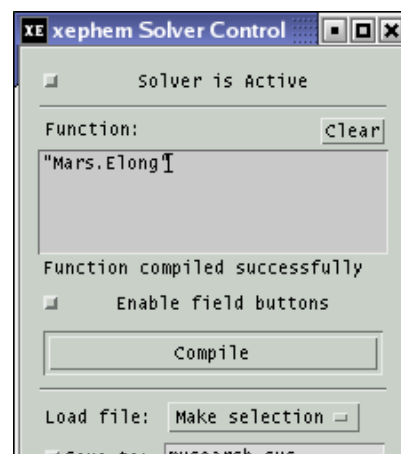 XE xephem Solver Control
Solver is Active
Function: Clear
"Mars.Elong"
Function compiled successfully
Enable field buttons
Compile
Load file: Make selection